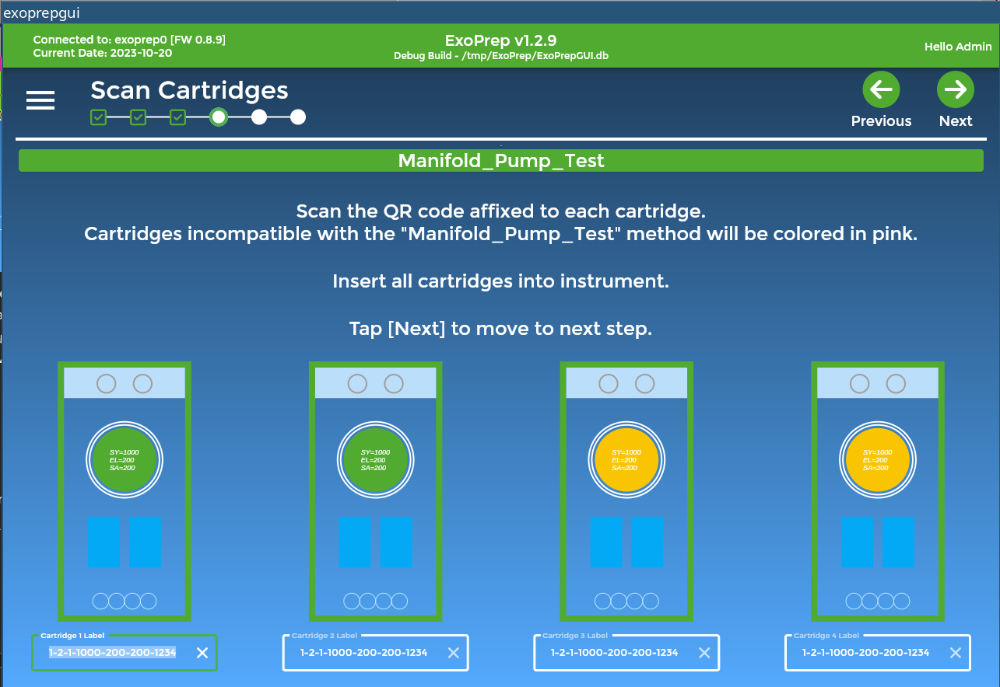 exoprepgui
Connected to: exoprep0 [FW 0.8.9]
Current Date: 2023-10-20
ExoPrep v1.2.9
Debug Build - /tmp/ExoPrep/ExoPrepGUI.db
Hello Admin
Scan Cartridges
Previous
Next
Manifold_Pump_Test
Scan the QR code affixed to each cartridge.
Cartridges incompatible with the "Manifold_Pump_Test" method will be colored in pink.
Insert all cartridges into instrument.
Tap [Next] to move to next step.
SY=1000
EL=200
SA=200
SY=1000
EL=200
SA=200
SY=1000
EL=200
SA=200
SY=1000
EL=200
SA=200
Cartridge 1 Label
1-2-1-1000-200-200-1234
Cartridge 2 Label
1-2-1-1000-200-200-1234
Cartridge 3 Label
1-2-1-1000-200-200-1234
Cartridge 4 Label
1-2-1-1000-200-200-1234